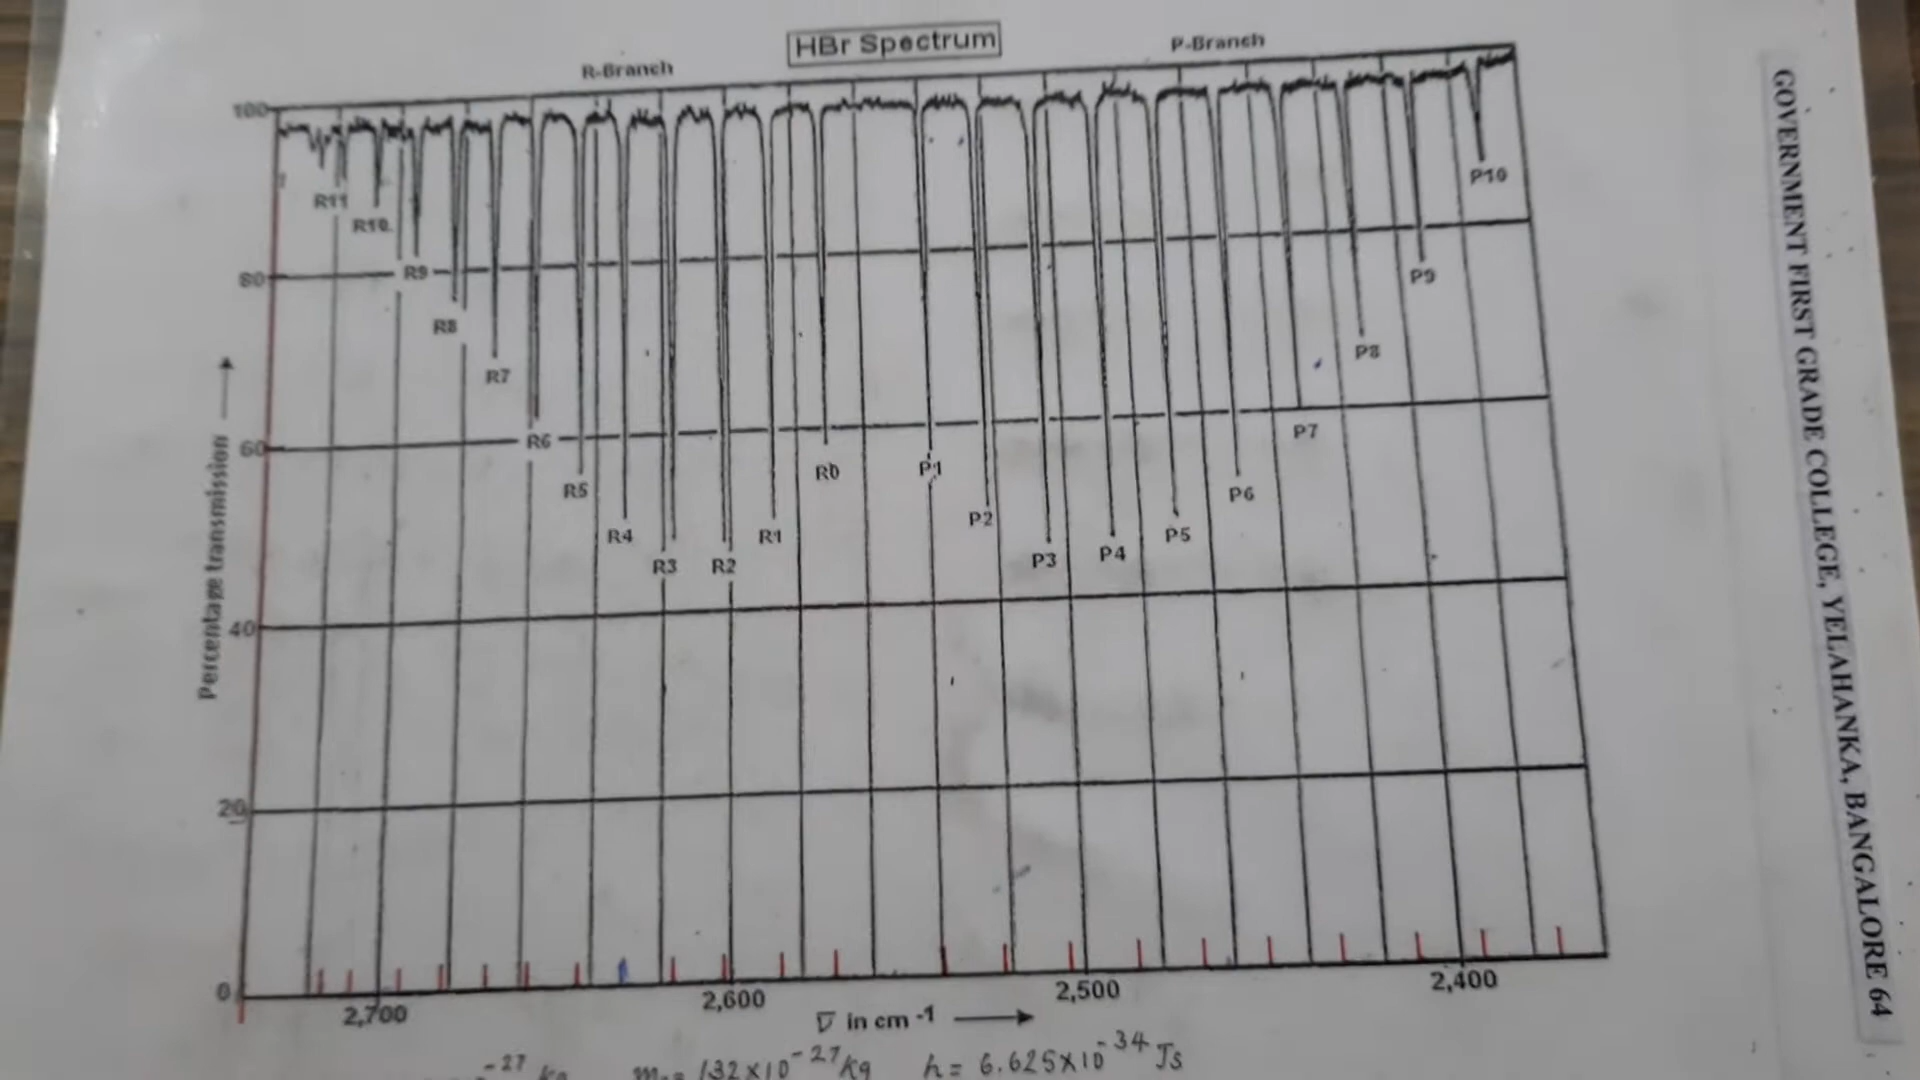 HBr Spectrum
R-Branch
P-Branch
100
80
60
40
20
0
Percentage transmission
R11
R10
R9
R8
R7
R6
R5
R4
R3
R2
R1
R0
P1
P2
P3
P4
P5
P6
P7
P8
P9
P10
2,700
2,600
2,500
2,400
ν̅ in cm -1
-27 kg
132×10-27kg h = 6.625×10-34 Js
GOVERNMENT FIRST GRADE COLLEGE, YELAHANKA, BANGALORE 64